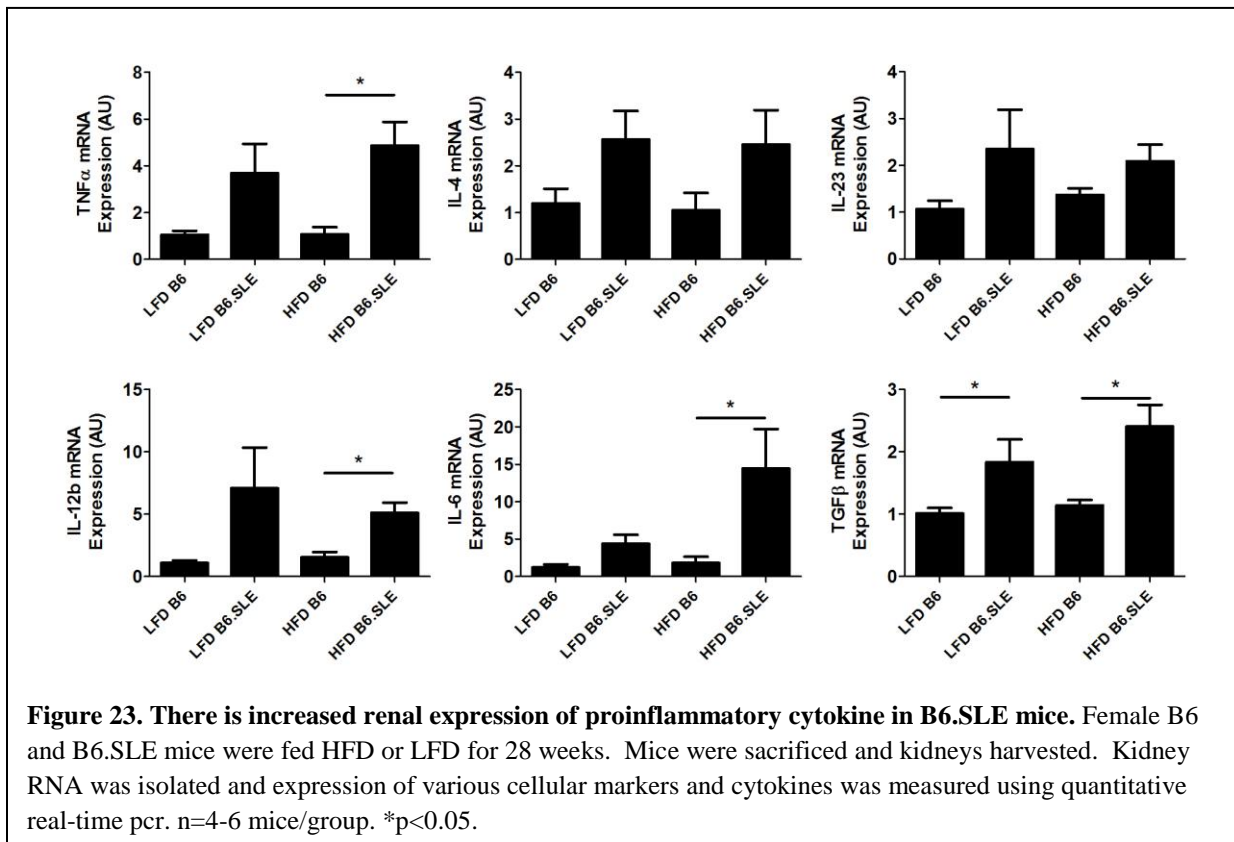 TNFα mRNA
Expression (AU)
8
6
4
2
0
*
LFD B6
LFD B6.SLE
HFD B6
HFD B6.SLE
IL-4 mRNA
Expression (AU)
4
3
2
1
0
LFD B6
LFD B6.SLE
HFD B6
HFD B6.SLE
IL-23 mRNA
Expression (AU)
4
3
2
1
0
LFD B6
LFD B6.SLE
HFD B6
HFD B6.SLE
IL-12b mRNA
Expression (AU)
15
10
5
0
*
LFD B6
LFD B6.SLE
HFD B6
HFD B6.SLE
IL-6 mRNA
Expression (AU)
25
20
15
10
5
0
*
LFD B6
LFD B6.SLE
HFD B6
HFD B6.SLE
TGFβ mRNA
Expression (AU)
3
2
1
0
*
*
LFD B6
LFD B6.SLE
HFD B6
HFD B6.SLE
Figure 23. There is increased renal expression of proinflammatory cytokine in B6.SLE mice. Female B6
and B6.SLE mice were fed HFD or LFD for 28 weeks. Mice were sacrificed and kidneys harvested. Kidney
RNA was isolated and expression of various cellular markers and cytokines was measured using quantitative
real-time pcr. n=4-6 mice/group. *p<0.05.